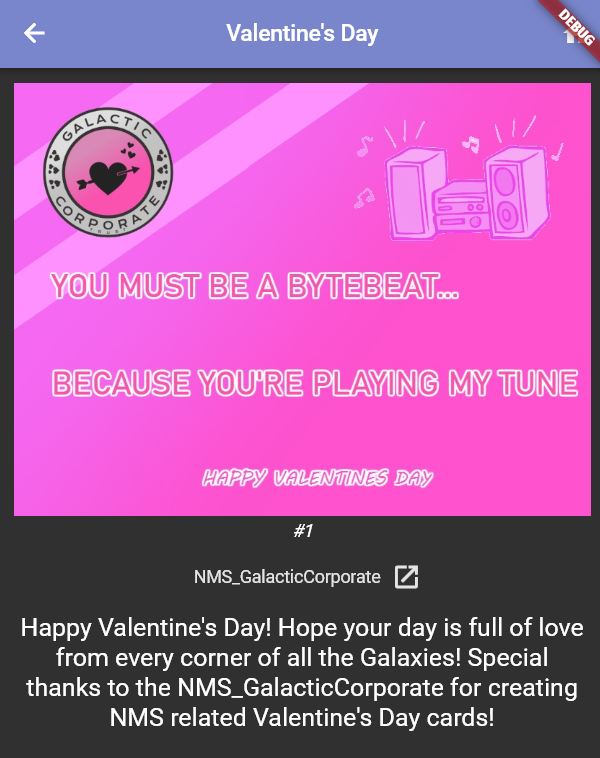 Valentine's Day
DEBUG
GALACTIC
CORPORATE
YOU MUST BE A BYTEBEAT...
BECAUSE YOU'RE PLAYING MY TUNE
HAPPY VALENTINES DAY
#1
NMS_GalacticCorporate
Happy Valentine's Day! Hope your day is full of love
from every corner of all the Galaxies! Special
thanks to the NMS_GalacticCorporate for creating
NMS related Valentine's Day cards!